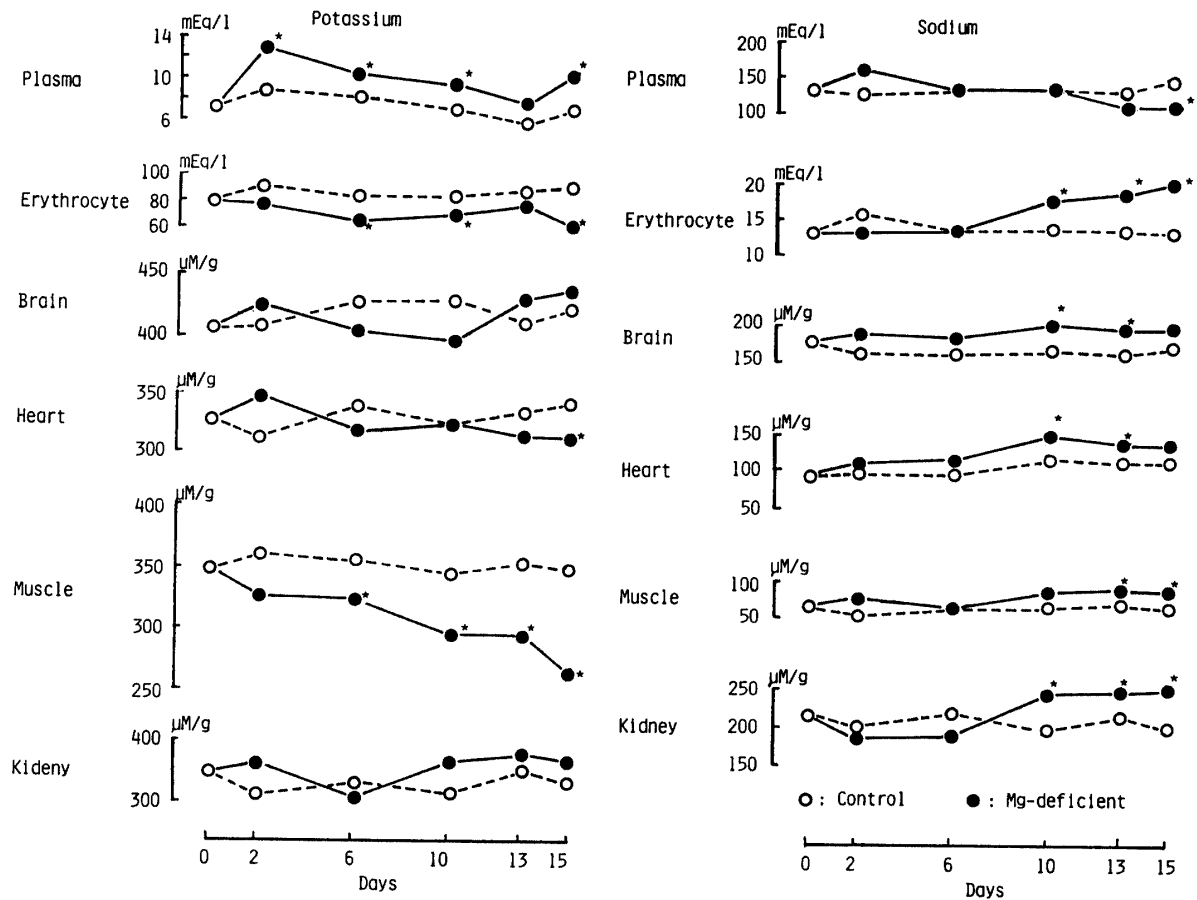 Potassium
mEq/l
14
10
6
Plasma
*
*
*
*
mEq/l
100
80
60
Erythrocyte
*
*
*
µM/g
450
400
Brain
µM/g
350
300
Heart
*
µM/g
400
350
300
250
Muscle
*
*
*
*
µM/g
400
300
Kideny
0 2 6 10 13 15
Days
Sodium
mEq/l
200
150
100
Plasma
*
mEq/l
20
15
10
Erythrocyte
*
*
*
µM/g
200
150
Brain
*
*
µM/g
150
100
50
Heart
*
*
µM/g
100
50
Muscle
*
*
µM/g
250
200
150
Kidney
*
*
*
: Control
: Mg-deficient
0 2 6 10 13 15
Days